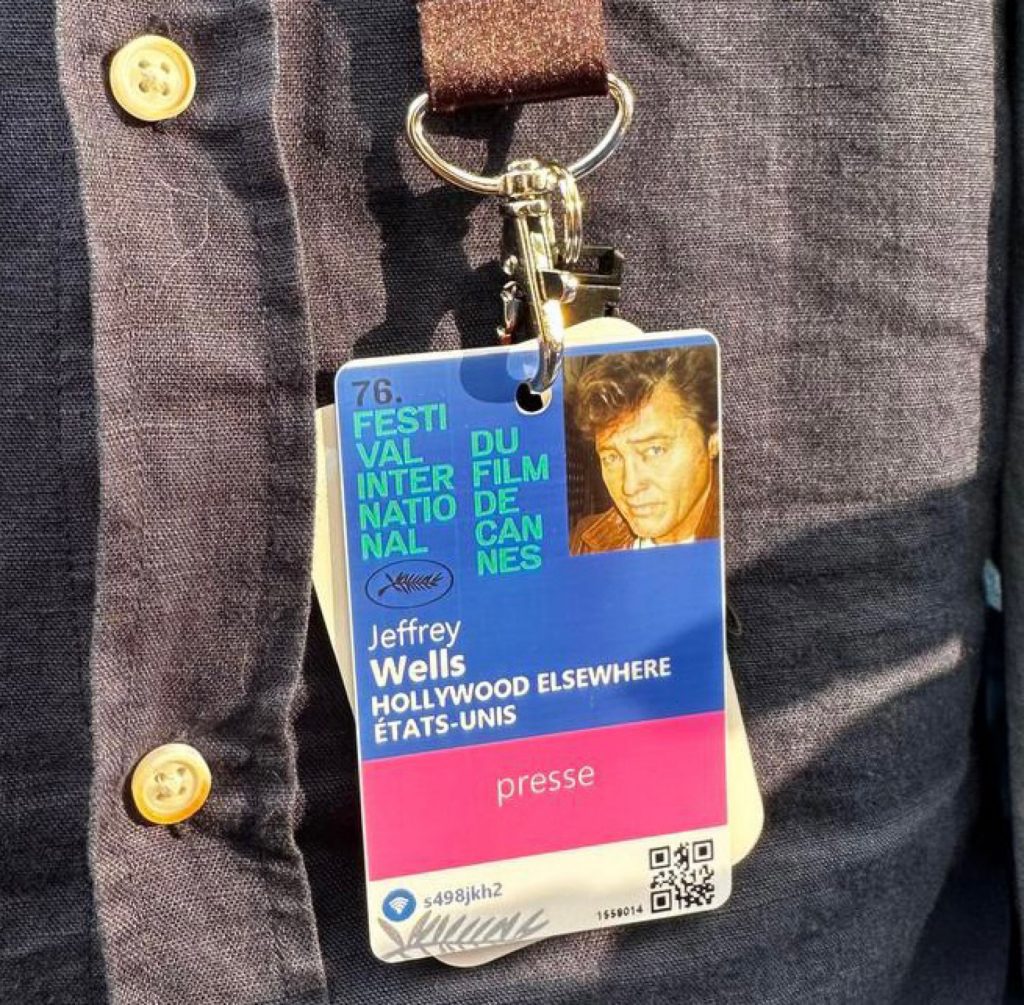 76.
FESTI
VAL
INTER
NATIO
NAL
DU
FILM
DE
CAN
NES
Jeffrey
Wells
HOLLYWOOD ELSEWHERE
ÉTATS-UNIS
presse
s498jkh2
1558014